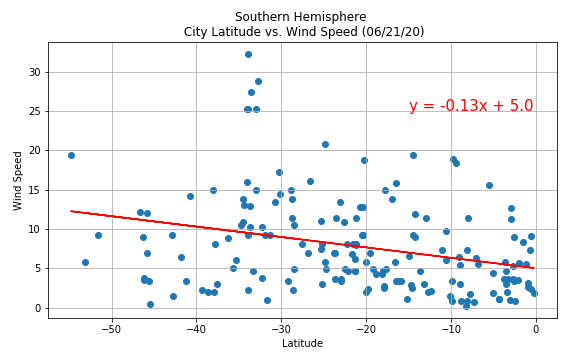 Southern Hemisphere
City Latitude vs. Wind Speed (06/21/20)
Wind Speed
30
25
20
15
10
5
0
y = -0.13x + 5.0
−50
−40
−30
−20
−10
0
Latitude